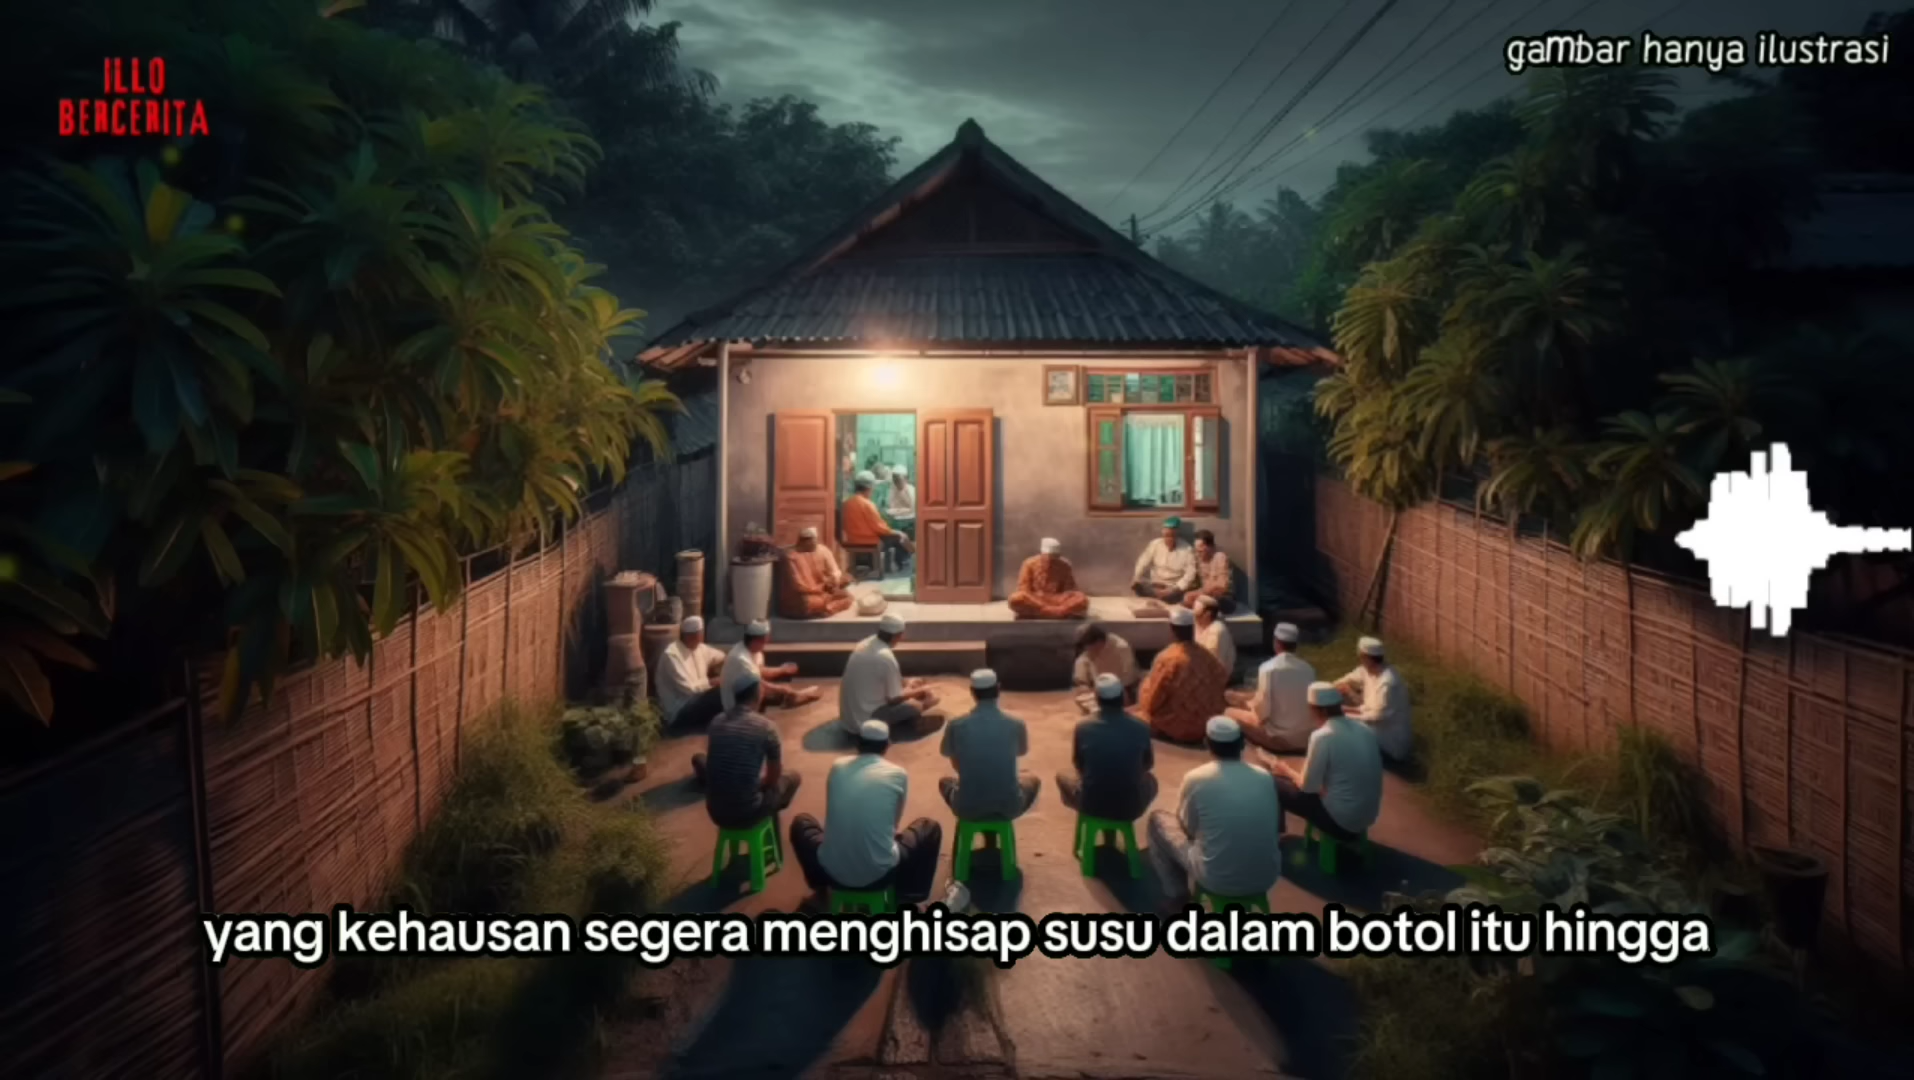 ILLO
BERCERITA
gambar hanya ilustrasi
yang kehausan segera menghisap susu dalam botol itu hingga